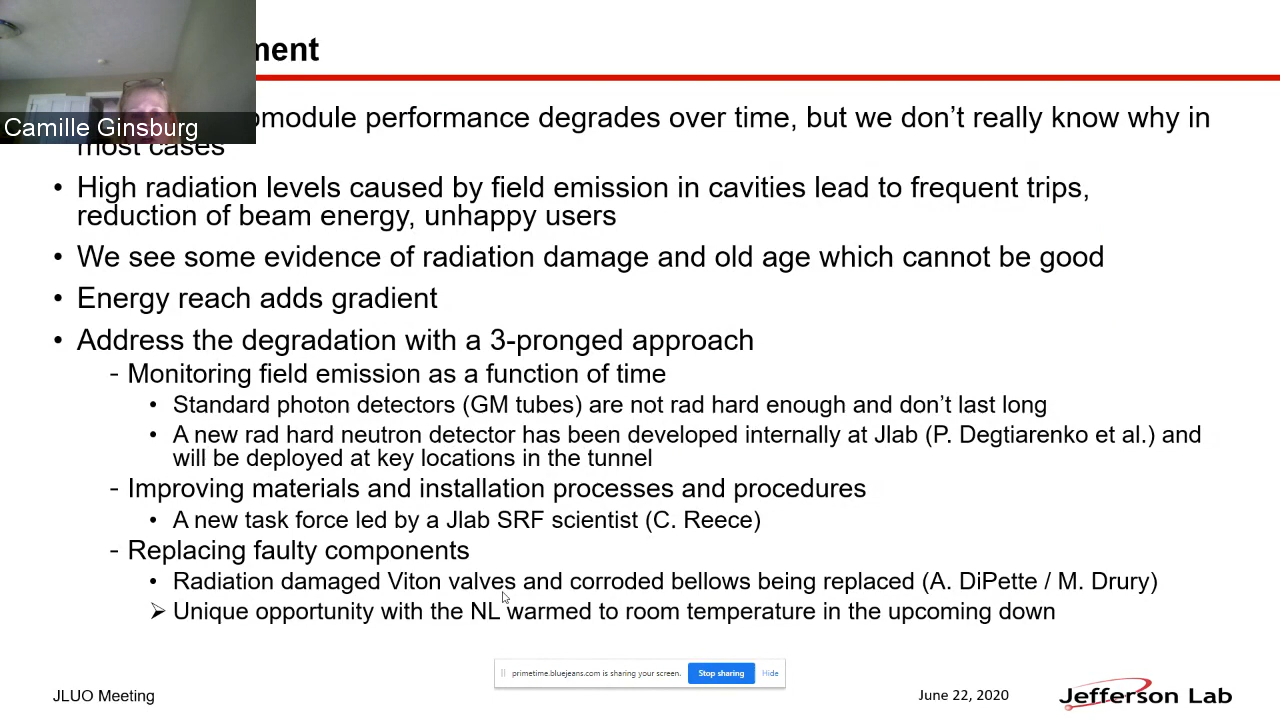 ment
Camille Ginsburg
module performance degrades over time, but we don't really know why in
most cases
• High radiation levels caused by field emission in cavities lead to frequent trips,
reduction of beam energy, unhappy users
• We see some evidence of radiation damage and old age which cannot be good
• Energy reach adds gradient
• Address the degradation with a 3-pronged approach
- Monitoring field emission as a function of time
• Standard photon detectors (GM tubes) are not rad hard enough and don't last long
• A new rad hard neutron detector has been developed internally at Jlab (P. Degtiarenko et al.) and
will be deployed at key locations in the tunnel
- Improving materials and installation processes and procedures
• A new task force led by a Jlab SRF scientist (C. Reece)
- Replacing faulty components
• Radiation damaged Viton valves and corroded bellows being replaced (A. DiPette / M. Drury)
➢ Unique opportunity with the NL warmed to room temperature in the upcoming down
primetime.bluejeans.com is sharing your screen. Stop sharing Hide
JLUO Meeting
June 22, 2020
Jefferson Lab